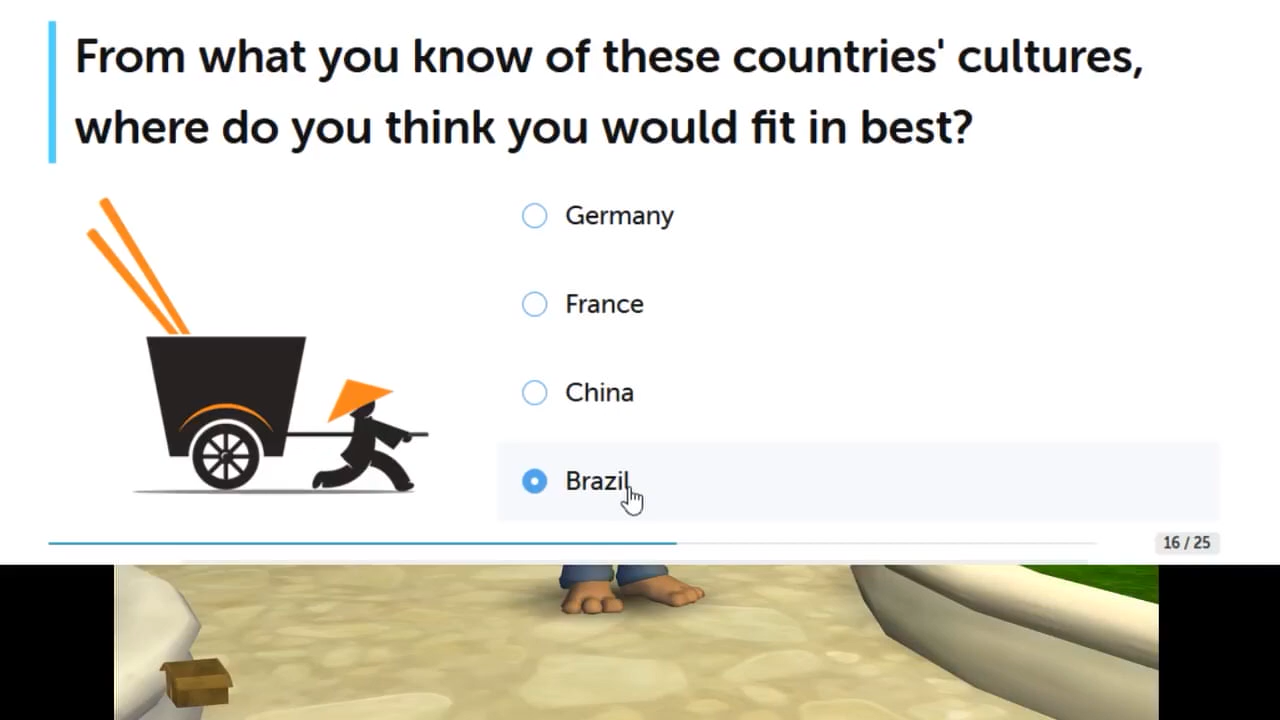 From what you know of these countries' cultures,
where do you think you would fit in best?
Germany
France
China
Brazil
16 / 25